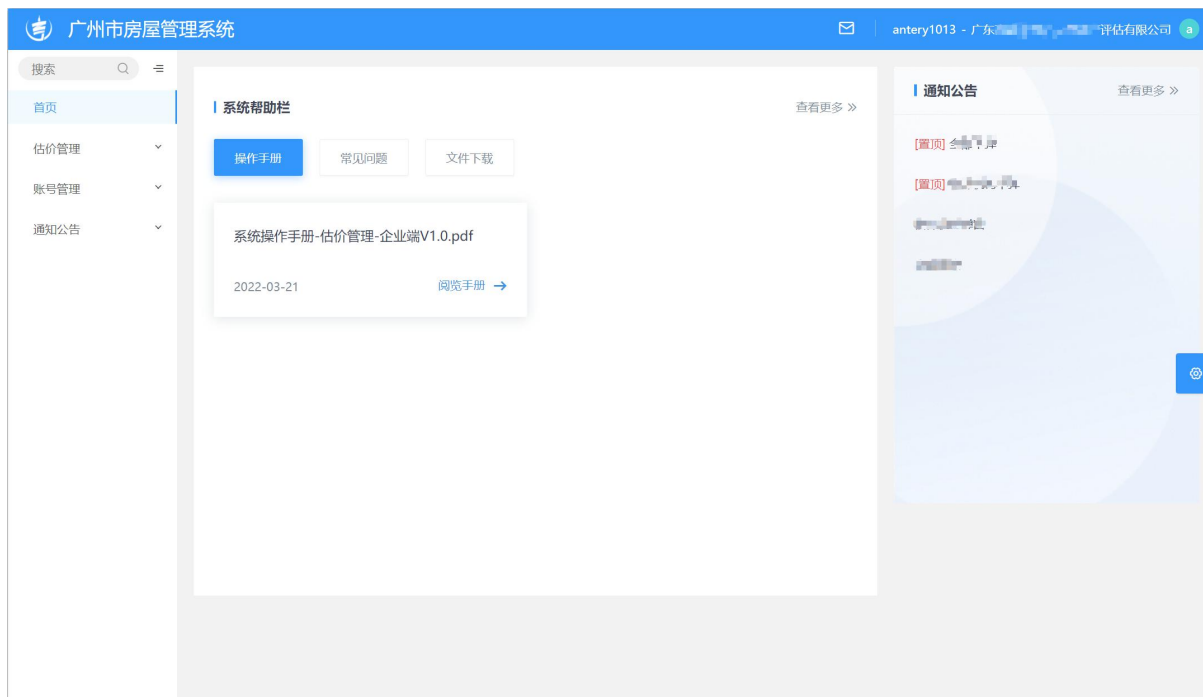 广州市房屋管理系统
antery1013 - 广东 评估有限公司 a
搜索
首页
估价管理
账号管理
通知公告
系统帮助栏
查看更多
操作手册
常见问题
文件下载
系统操作手册-估价管理-企业端V1.0.pdf
2022-03-21
阅览手册
通知公告
查看更多
[置顶]
[置顶]